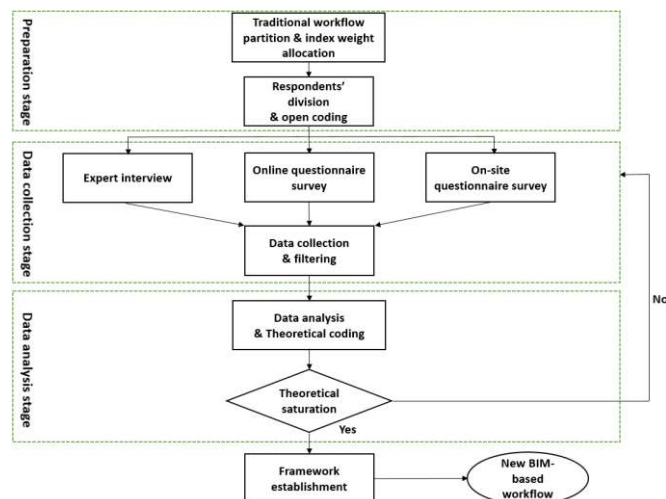 Preparation stage
Traditional workflow
partition & index weight
allocation
Respondents'
division
& open coding
Data collection stage
Expert interview
Online questionnaire
survey
On-site
questionnaire survey
Data collection
& filtering
No
Data analysis stage
Data analysis
& Theoretical coding
Theoretical
saturation
Yes
Framework
establishment
New BIM-
based
workflow